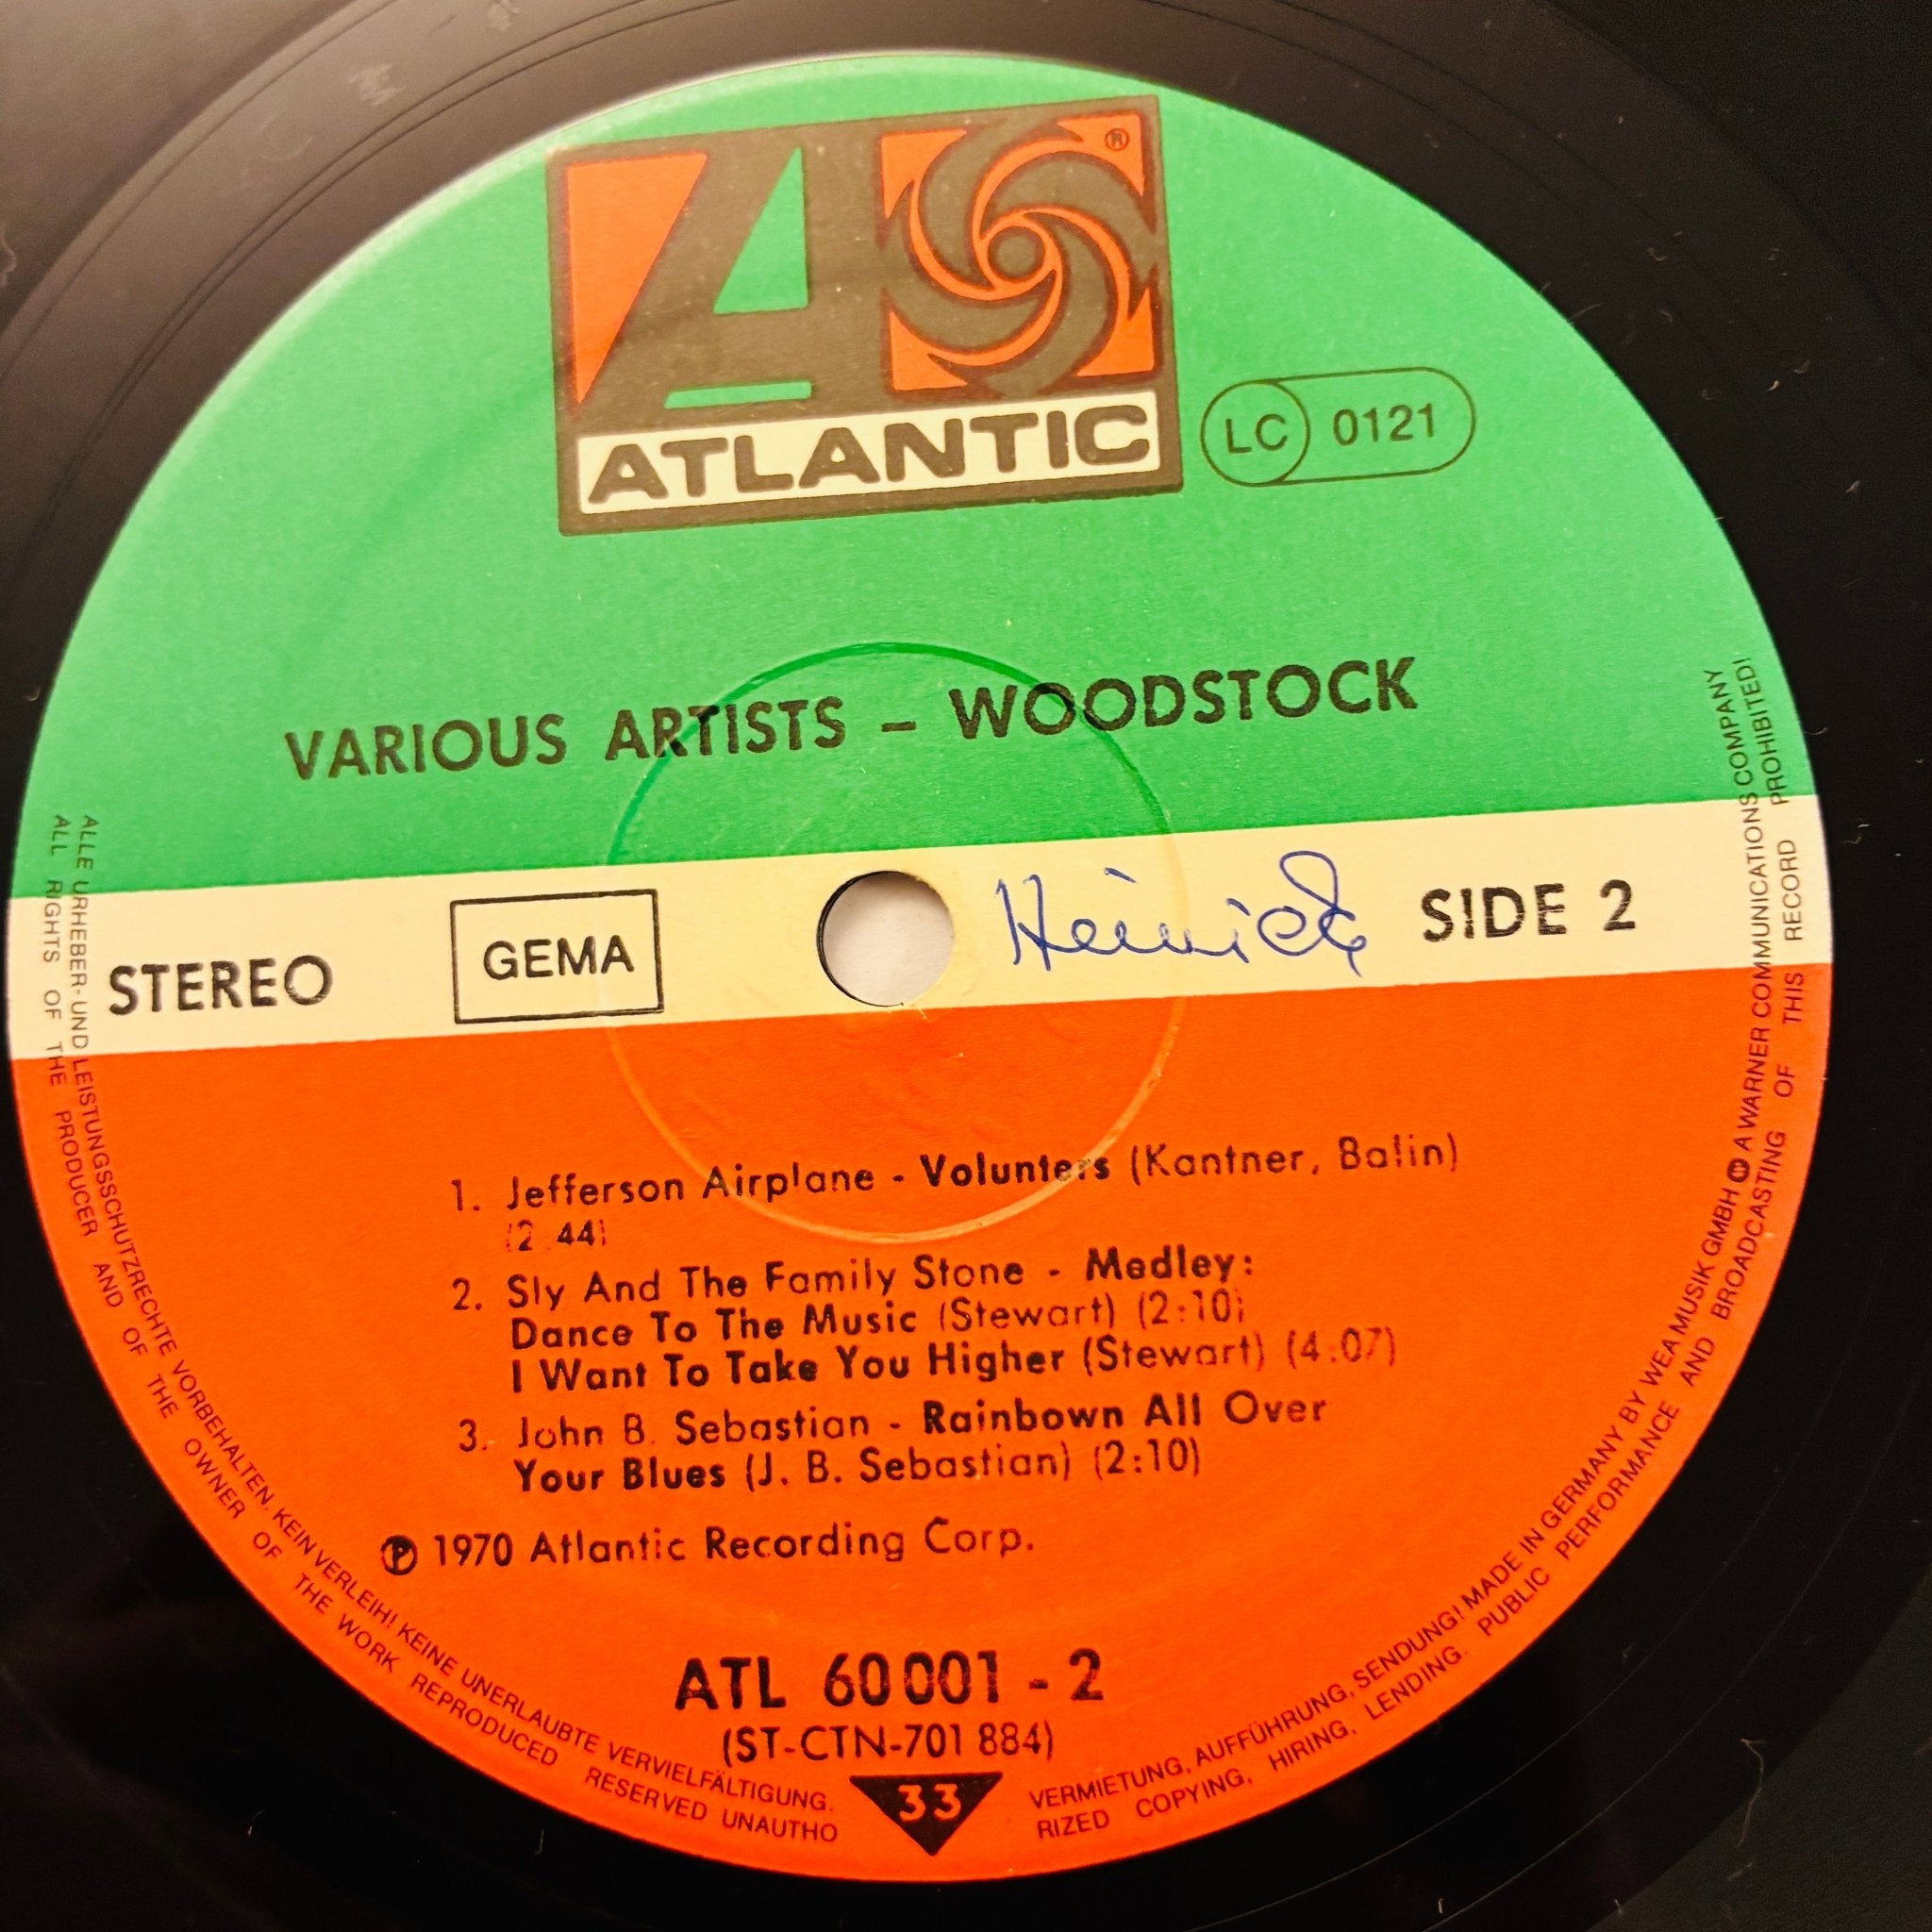 A
®
ATLANTIC
LC 0121
VARIOUS ARTISTS – WOODSTOCK
STEREO
GEMA
SIDE 2
1. Jefferson Airplane - Volunters (Kantner, Balin)
(2 44)
2. Sly And The Family Stone - Medley:
Dance To The Music (Stewart) (2:10)
I Want To Take You Higher (Stewart) (4:07)
3. John B. Sebastian - Rainbown All Over
Your Blues (J. B. Sebastian) (2:10)
℗ 1970 Atlantic Recording Corp.
ATL 60 001 - 2
(ST-CTN-701 884)
33
ALLE URHEBER- UND LEISTUNGSSCHUTZRECHTE VORBEHALTEN. KEIN VERLEIH! KEINE UNERLAUBTE VERVIELFÄLTIGUNG.
VERMIETUNG, AUFFÜHRUNG, SENDUNG! MADE IN GERMANY BY WEA MUSIK GMBH A WARNER COMMUNICATIONS COMPANY
ALL RIGHTS OF THE PRODUCER AND OF THE OWNER OF THE WORK REPRODUCED RESERVED UNAUTHO
RIZED COPYING, HIRING, LENDING. PUBLIC PERFORMANCE AND BROADCASTING OF THIS RECORD PROHIBITED!